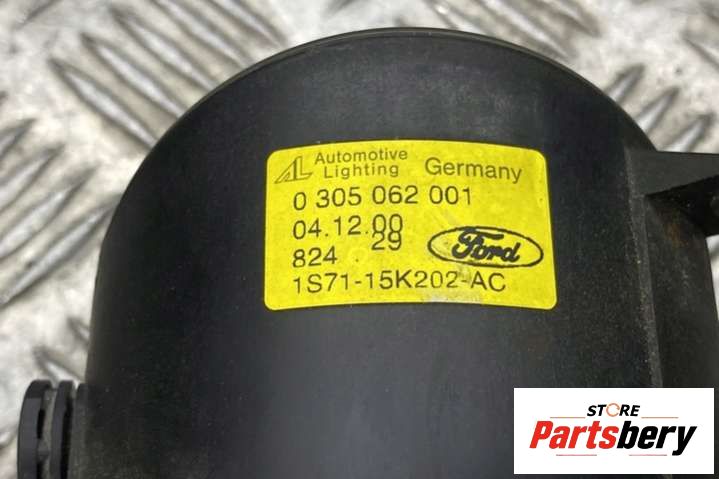 AL Automotive Lighting Germany
0 305 062 001
04.12.00
824 . 29 Ford
1S71-15K202-AC
STORE
Partsbery